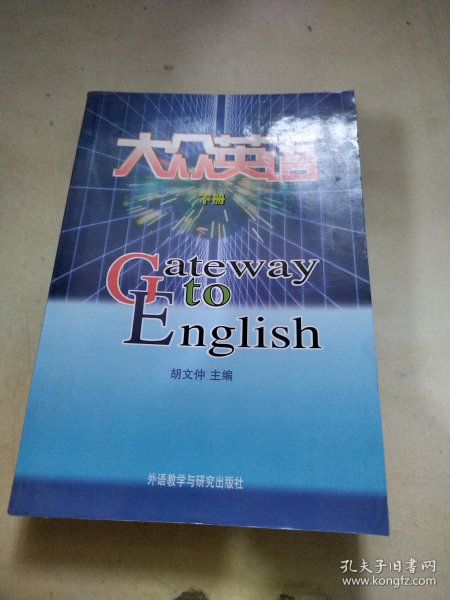 大众英语
下册
Gateway
to
English
胡文仲 主编
外语教学与研究出版社
孔夫子旧书网
www.kongfz.com